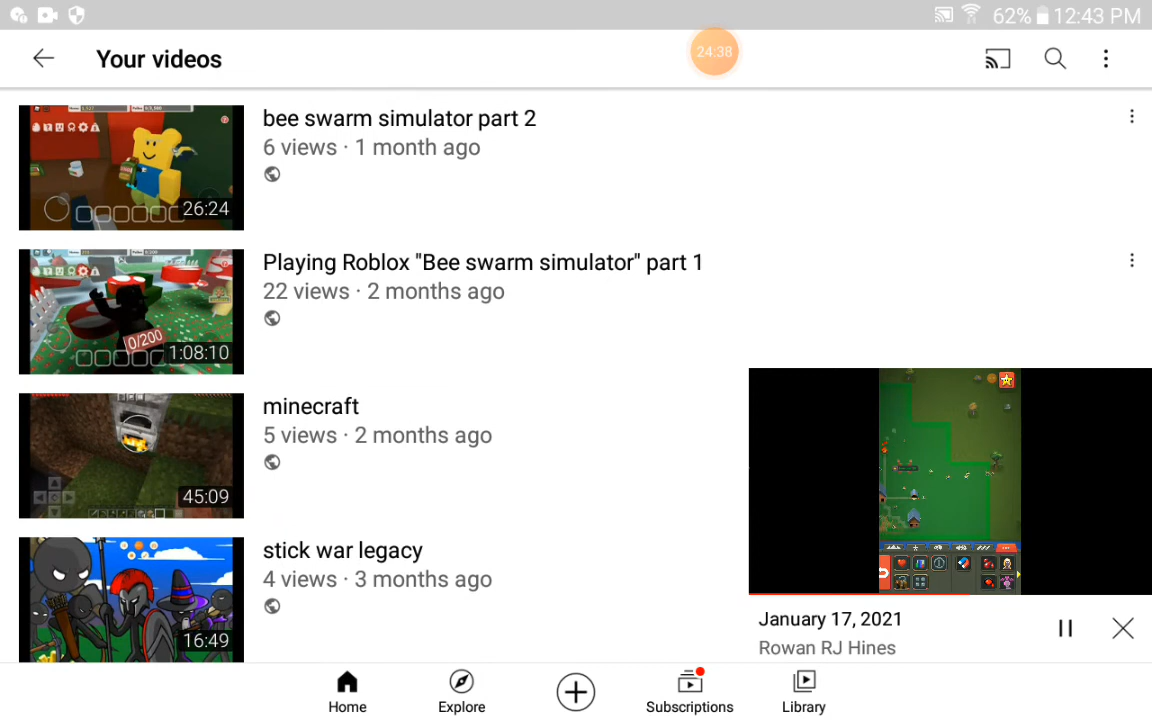 62% 12:43 PM
Your videos
24:38
bee swarm simulator part 2
6 views · 1 month ago
26:24
Playing Roblox "Bee swarm simulator" part 1
22 views · 2 months ago
0/200
1:08:10
minecraft
5 views · 2 months ago
45:09
stick war legacy
4 views · 3 months ago
16:49
January 17, 2021
Rowan RJ Hines
Home
Explore
Subscriptions
Library